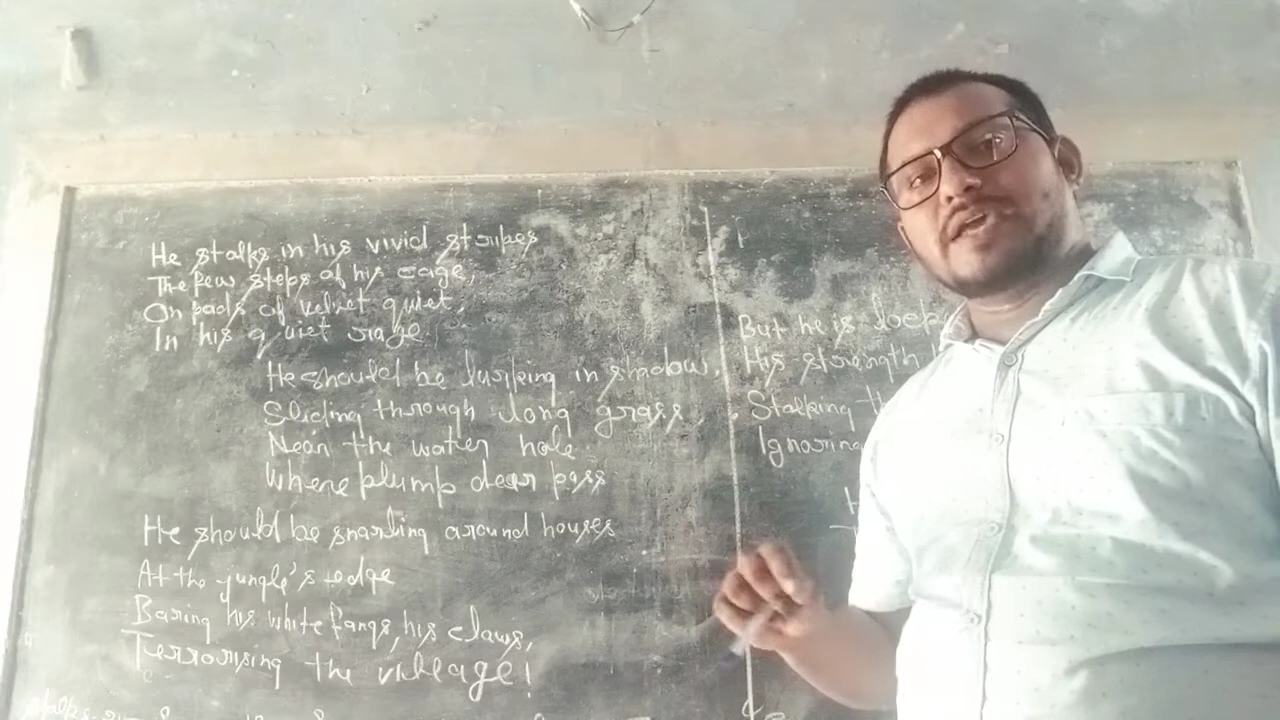 He stalks in his vivid stripes
The few steps of his cage,
On pads of velvet quiet,
In his quiet rage
He should be lurking in shadow,
Sliding through long grass,
Near the water hole
Where plump deer pass
He should be snarling around houses
At the jungle's edge
Baring his white fangs, his claws,
Terrorising the village!
stalks
But he is lock
His strength
Stalking
Ignoring